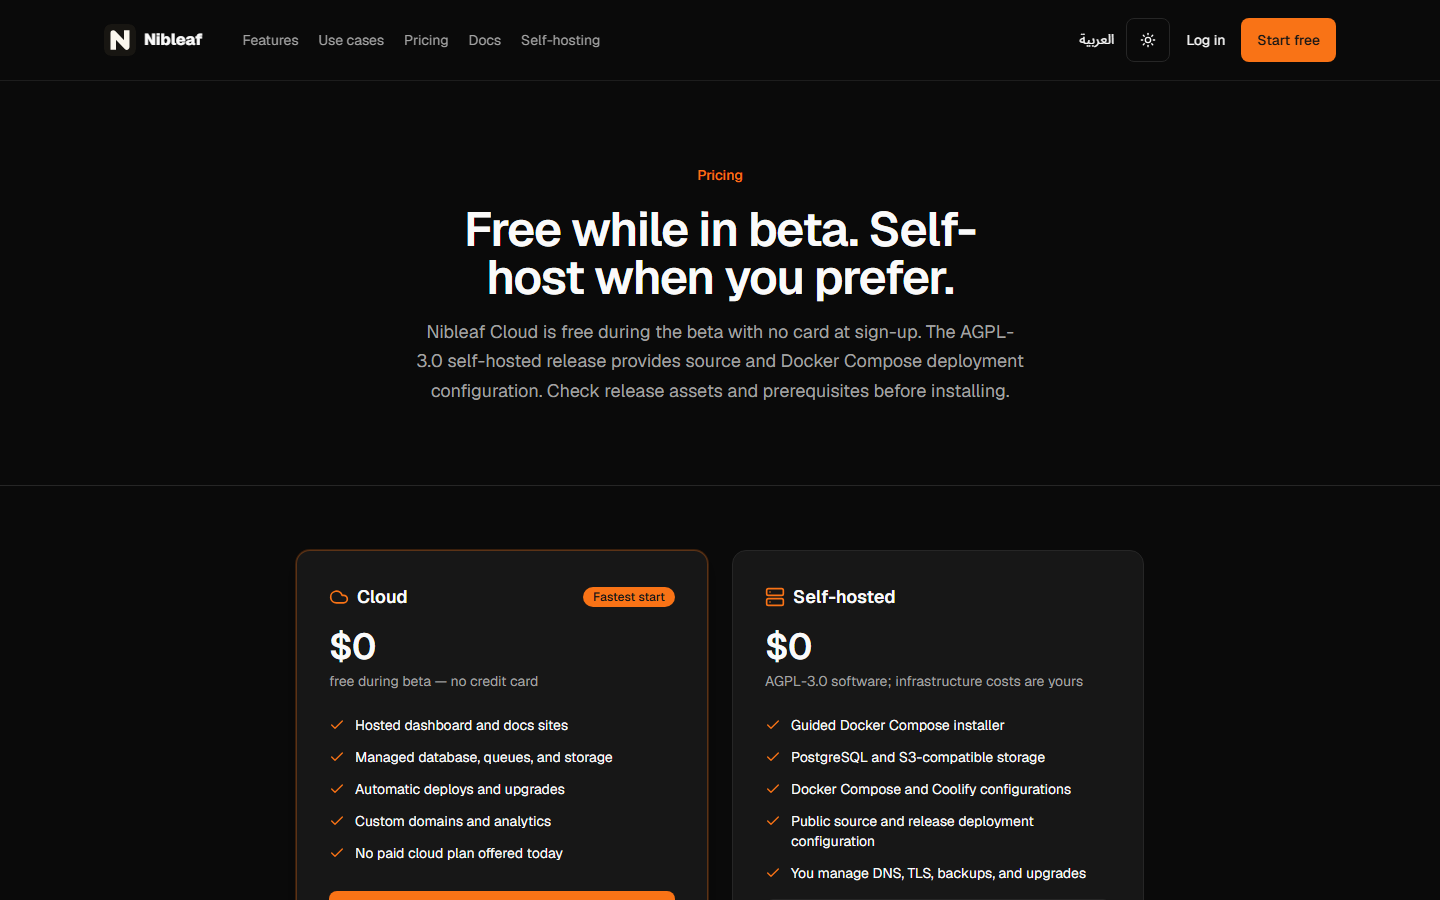 Nibleaf
Features
Use cases
Pricing
Docs
Self-hosting
العربية
Log in
Start free
Pricing
Free while in beta. Self-
host when you prefer.
Nibleaf Cloud is free during the beta with no card at sign-up. The AGPL-
3.0 self-hosted release provides source and Docker Compose deployment
configuration. Check release assets and prerequisites before installing.
Cloud
Fastest start
$0
free during beta — no credit card
Hosted dashboard and docs sites
Managed database, queues, and storage
Automatic deploys and upgrades
Custom domains and analytics
No paid cloud plan offered today
Self-hosted
$0
AGPL-3.0 software; infrastructure costs are yours
Guided Docker Compose installer
PostgreSQL and S3-compatible storage
Docker Compose and Coolify configurations
Public source and release deployment
configuration
You manage DNS, TLS, backups, and upgrades